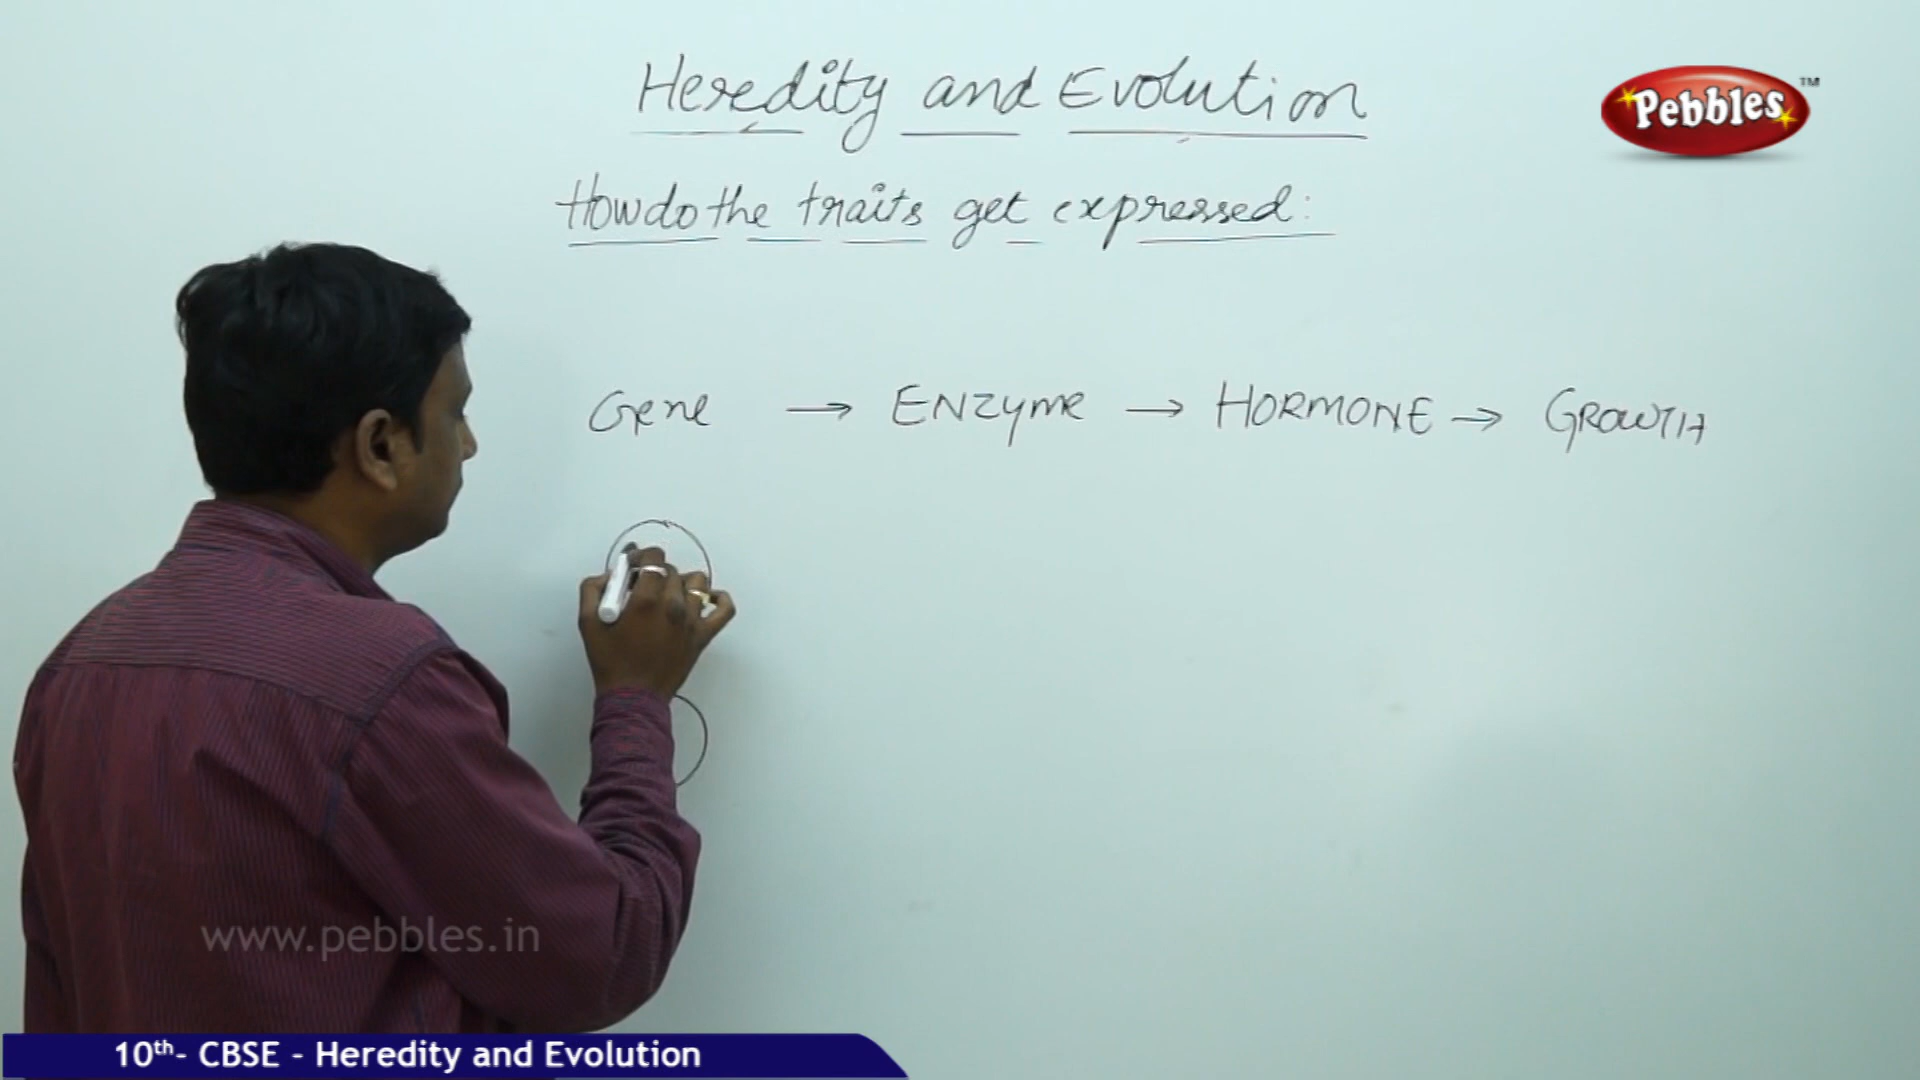 Heredity and Evolution
Pebbles™
How do the traits get expressed:
Gene → ENZyme → HORMONE → GROWTH
www.pebbles.in
10th- CBSE - Heredity and Evolution